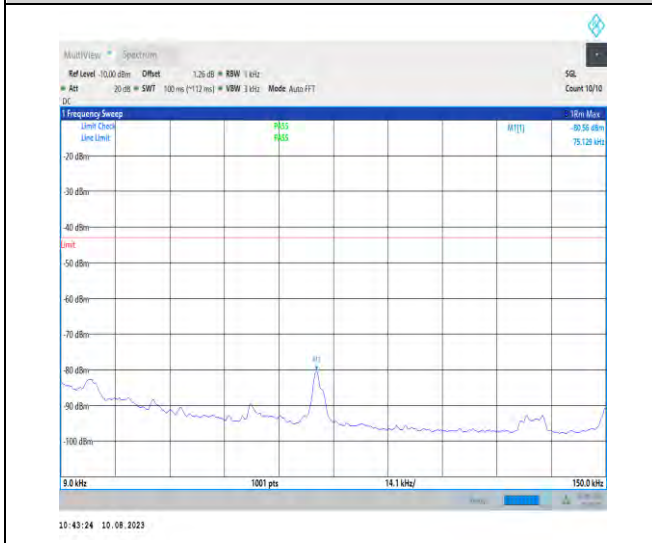 MultiView Spectrum
Ref Level -10.00 dBm Offset 1.26 dB RBW 1 kHz SGL
Att 20 dB SWT 100 ms (~112 ms) VBW 3 kHz Mode Auto FFT Count 10/10
DC
1 Frequency Sweep 1Rm Max
Limit Check PASS M1[1] -80.56 dBm
Line Limit PASS 75.129 kHz
-20 dBm
-30 dBm
-40 dBm
Limit
-50 dBm
-60 dBm
-70 dBm
M1
-80 dBm
-90 dBm
-100 dBm
9.0 kHz 1001 pts 14.1 kHz/ 150.0 kHz
10:43:24 10.08.2023